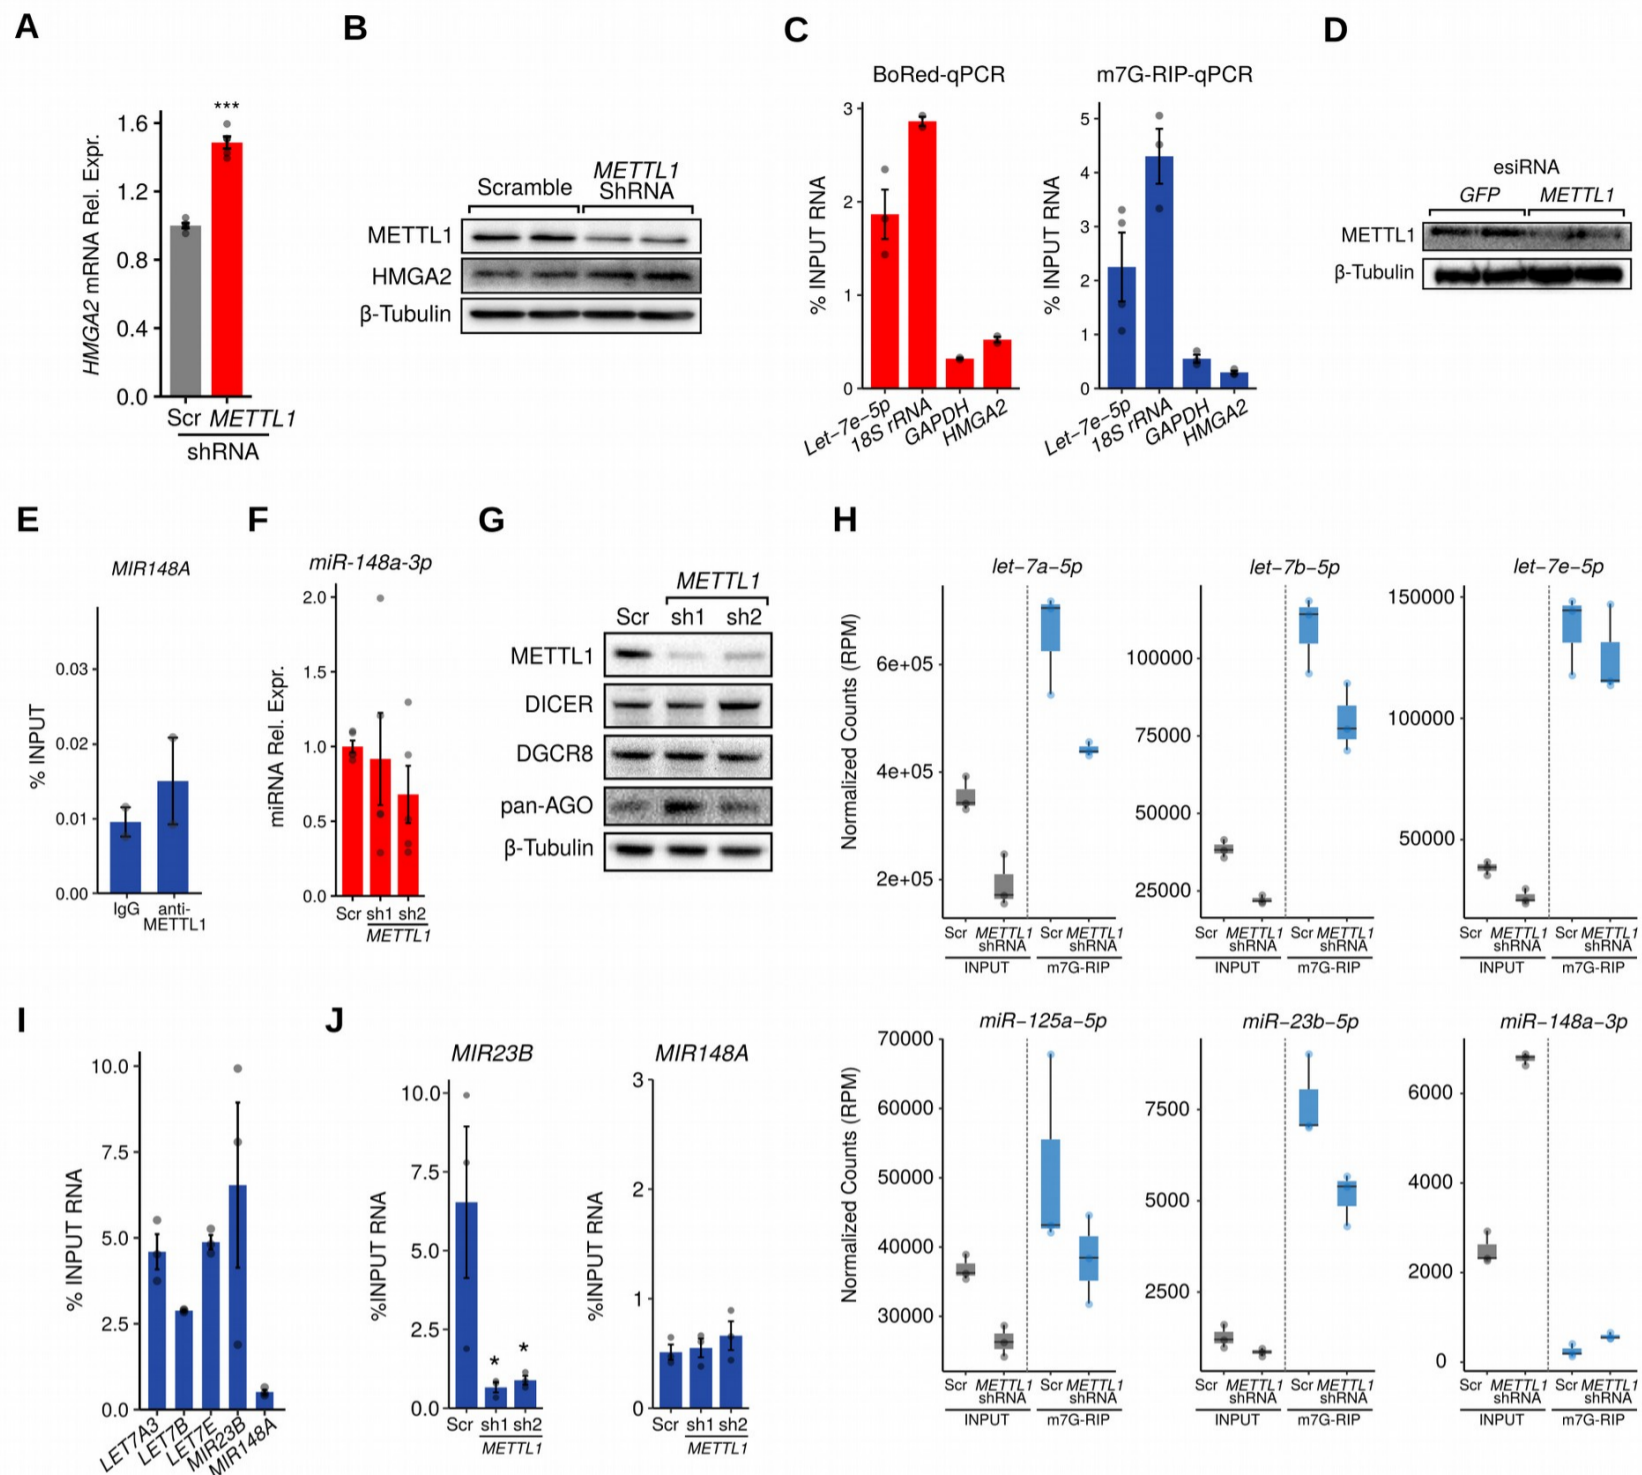 A
HMGA2 mRNA Rel. Expr.
1.6
1.2
0.8
0.4
0.0
***
Scr METTL1
shRNA
B
METTL1
ShRNA
Scramble
METTL1
HMGA2
β-Tubulin
C
BoRed-qPCR
% INPUT RNA
3
2
1
0
Let−7e−5p
18S rRNA
GAPDH
HMGA2
m7G-RIP-qPCR
% INPUT RNA
5
4
3
2
1
0
Let−7e−5p
18S rRNA
GAPDH
HMGA2
D
esiRNA
GFP METTL1
METTL1
β-Tubulin
E
MIR148A
% INPUT
0.03
0.02
0.01
0.00
IgG anti-
METTL1
F
miR-148a-3p
miRNA Rel. Expr.
2.0
1.5
1.0
0.5
0.0
Scr sh1 sh2
METTL1
G
METTL1
Scr sh1 sh2
METTL1
DICER
DGCR8
pan-AGO
β-Tubulin
H
let−7a−5p
Normalized Counts (RPM)
6e+05
4e+05
2e+05
Scr METTL1 Scr METTL1
shRNA shRNA
INPUT m7G-RIP
let−7b−5p
100000
75000
50000
25000
Scr METTL1 Scr METTL1
shRNA shRNA
INPUT m7G-RIP
let−7e−5p
150000
100000
50000
Scr METTL1 Scr METTL1
shRNA shRNA
INPUT m7G-RIP
miR−125a−5p
Normalized Counts (RPM)
70000
60000
50000
40000
30000
Scr METTL1 Scr METTL1
shRNA shRNA
INPUT m7G-RIP
miR−23b−5p
7500
5000
2500
Scr METTL1 Scr METTL1
shRNA shRNA
INPUT m7G-RIP
miR−148a−3p
6000
4000
2000
0
Scr METTL1 Scr METTL1
shRNA shRNA
INPUT m7G-RIP
I
% INPUT RNA
10.0
7.5
5.0
2.5
0.0
LET7A3
LET7B
LET7E
MIR23B
MIR148A
J
MIR23B
%INPUT RNA
10.0
7.5
5.0
2.5
0.0
* *
Scr sh1 sh2
METTL1
MIR148A
%INPUT RNA
3
2
1
0
Scr sh1 sh2
METTL1